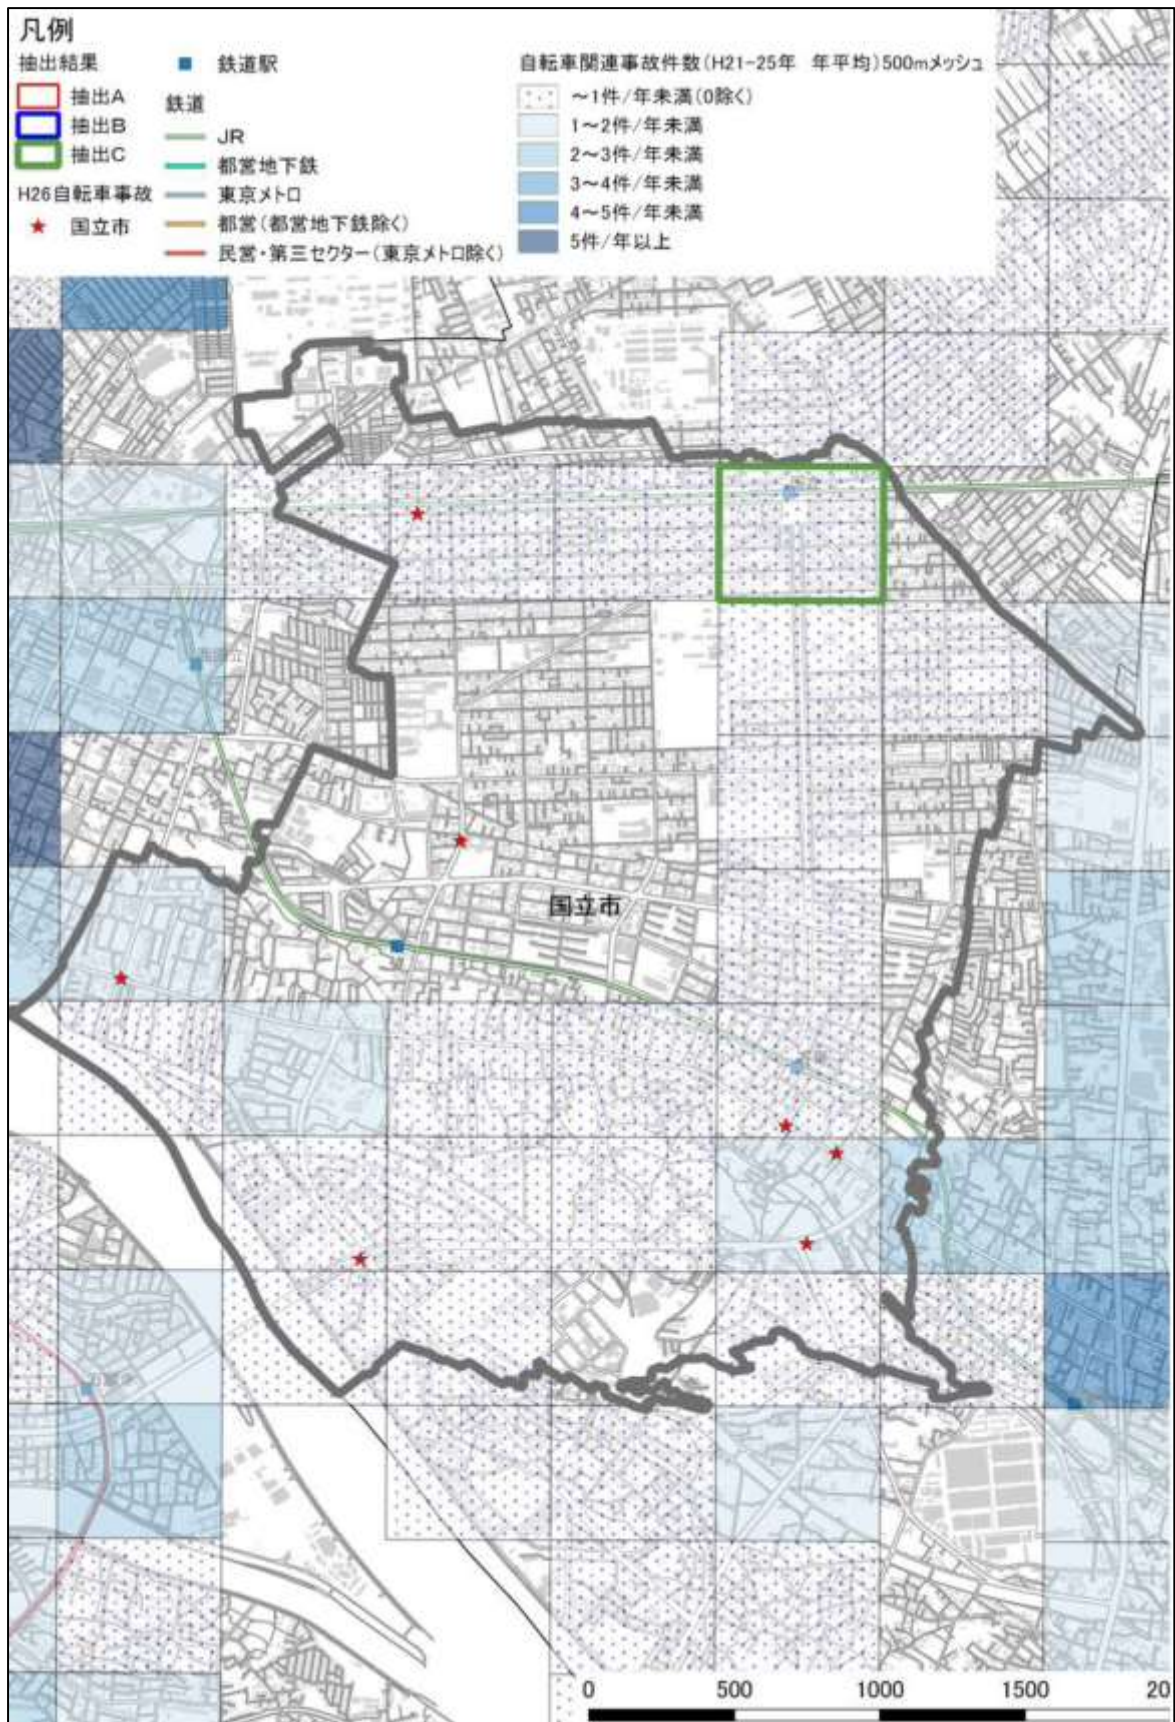 凡例
抽出結果
抽出A
抽出B
抽出C
H26自転車事故
国立市
鉄道駅
鉄道
JR
都営地下鉄
東京メトロ
都営(都営地下鉄除く)
民営・第三セクター(東京メトロ除く)
自転車関連事故件数(H21-25年 年平均)500mメッシュ
～1件/年未満(0除く)
1～2件/年未満
2～3件/年未満
3～4件/年未満
4～5件/年未満
5件/年以上
国立市
0 500 1000 1500 20